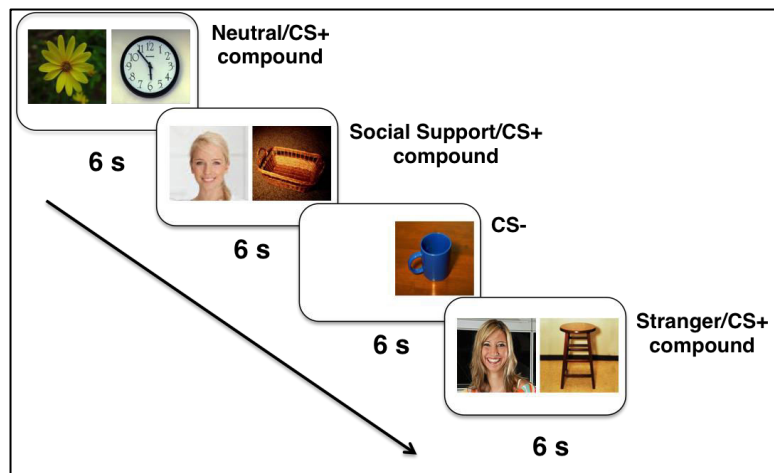 Neutral/CS+
compound
6 s
Social Support/CS+
compound
6 s
CS-
6 s
Stranger/CS+
compound
6 s